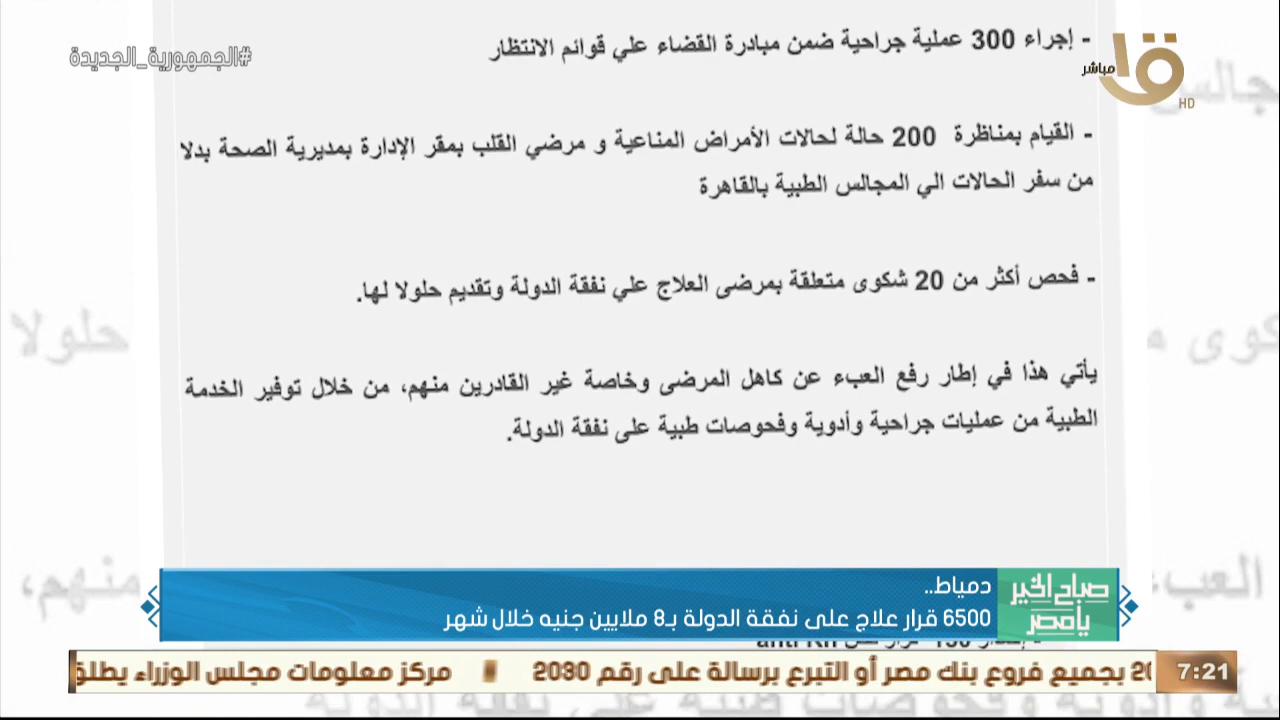 #الجمهورية_الجديدة
مباشر
HD
- إجراء 300 عملية جراحية ضمن مبادرة القضاء علي قوائم الانتظار
- القيام بمناظرة 200 حالة لحالات الأمراض المناعية و مرضي القلب بمقر الإدارة بمديرية الصحة بدلا
من سفر الحالات الي المجالس الطبية بالقاهرة
- فحص أكثر من 20 شكوى متعلقة بمرضى العلاج علي نفقة الدولة وتقديم حلولا لها.
يأتي هذا في إطار رفع العبء عن كاهل المرضى وخاصة غير القادرين منهم، من خلال توفير الخدمة
الطبية من عمليات جراحية وأدوية وفحوصات طبية على نفقة الدولة.
صباح الخير
يا مصر
دمياط..
6500 قرار علاج على نفقة الدولة بـ8 ملايين جنيه خلال شهر
anti RH
7:21
بجميع فروع بنك مصر أو التبرع برسالة على رقم 2030
مركز معلومات مجلس الوزراء يطلق